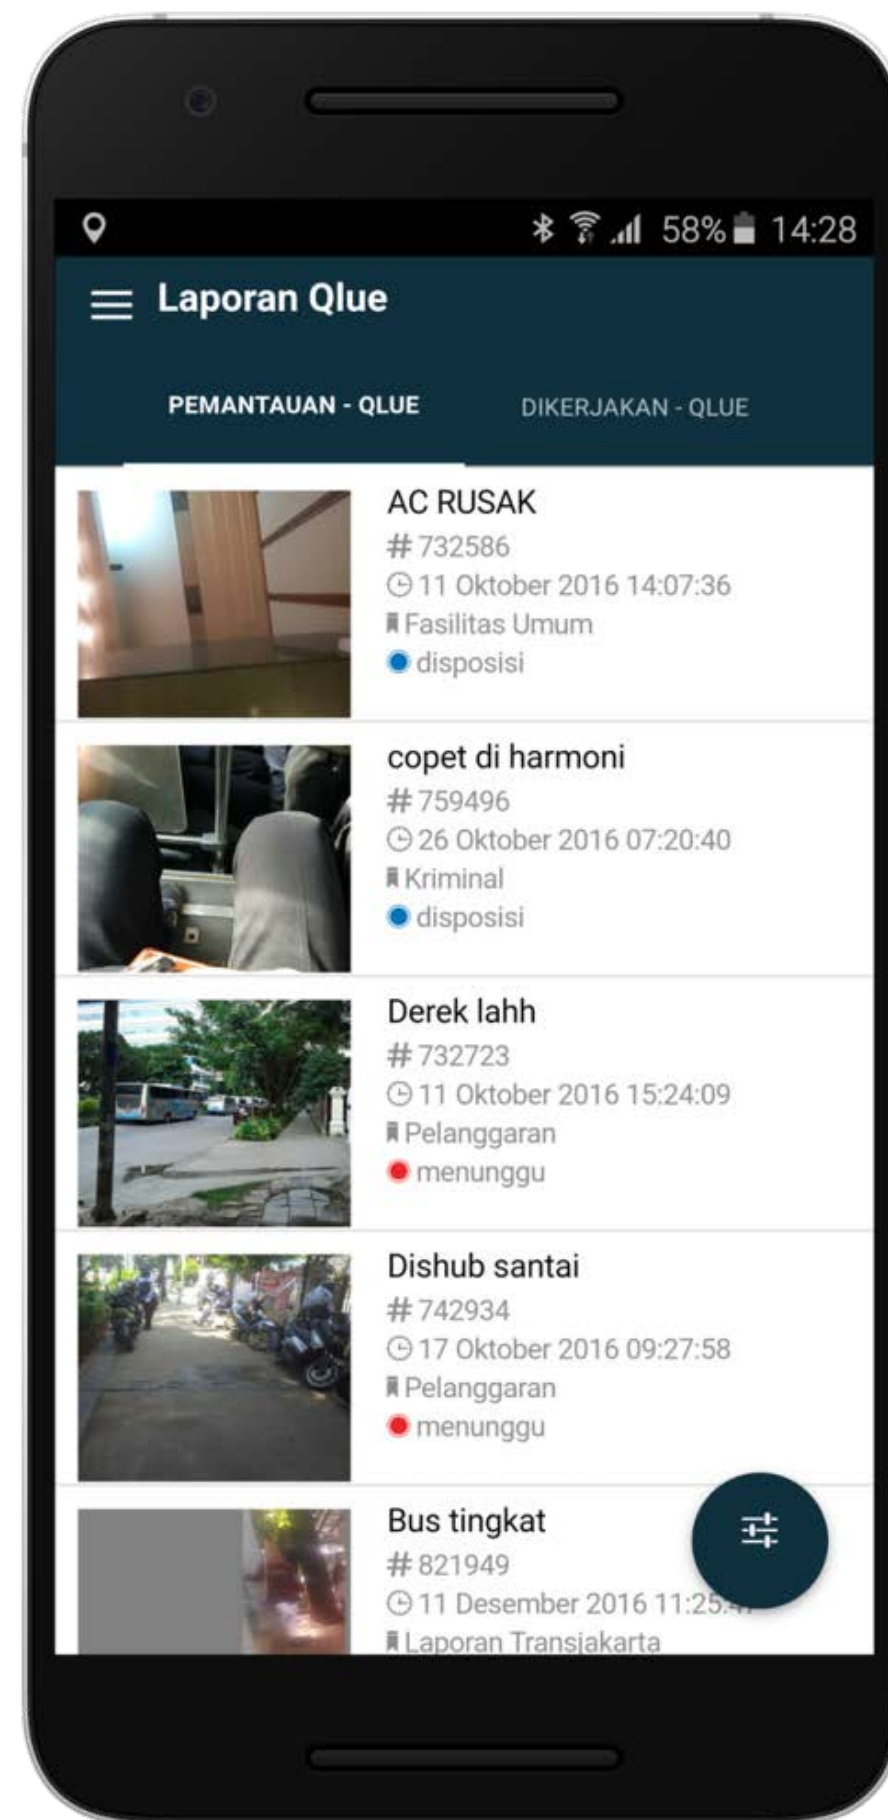 58% 14:28
Laporan Qlue
PEMANTAUAN - QLUE DIKERJAKAN - QLUE
AC RUSAK
# 732586
11 Oktober 2016 14:07:36
Fasilitas Umum
disposisi
copet di harmoni
# 759496
26 Oktober 2016 07:20:40
Kriminal
disposisi
Derek lahh
# 732723
11 Oktober 2016 15:24:09
Pelanggaran
menunggu
Dishub santai
# 742934
17 Oktober 2016 09:27:58
Pelanggaran
menunggu
Bus tingkat
# 821949
11 Desember 2016
Laporan Transjakarta